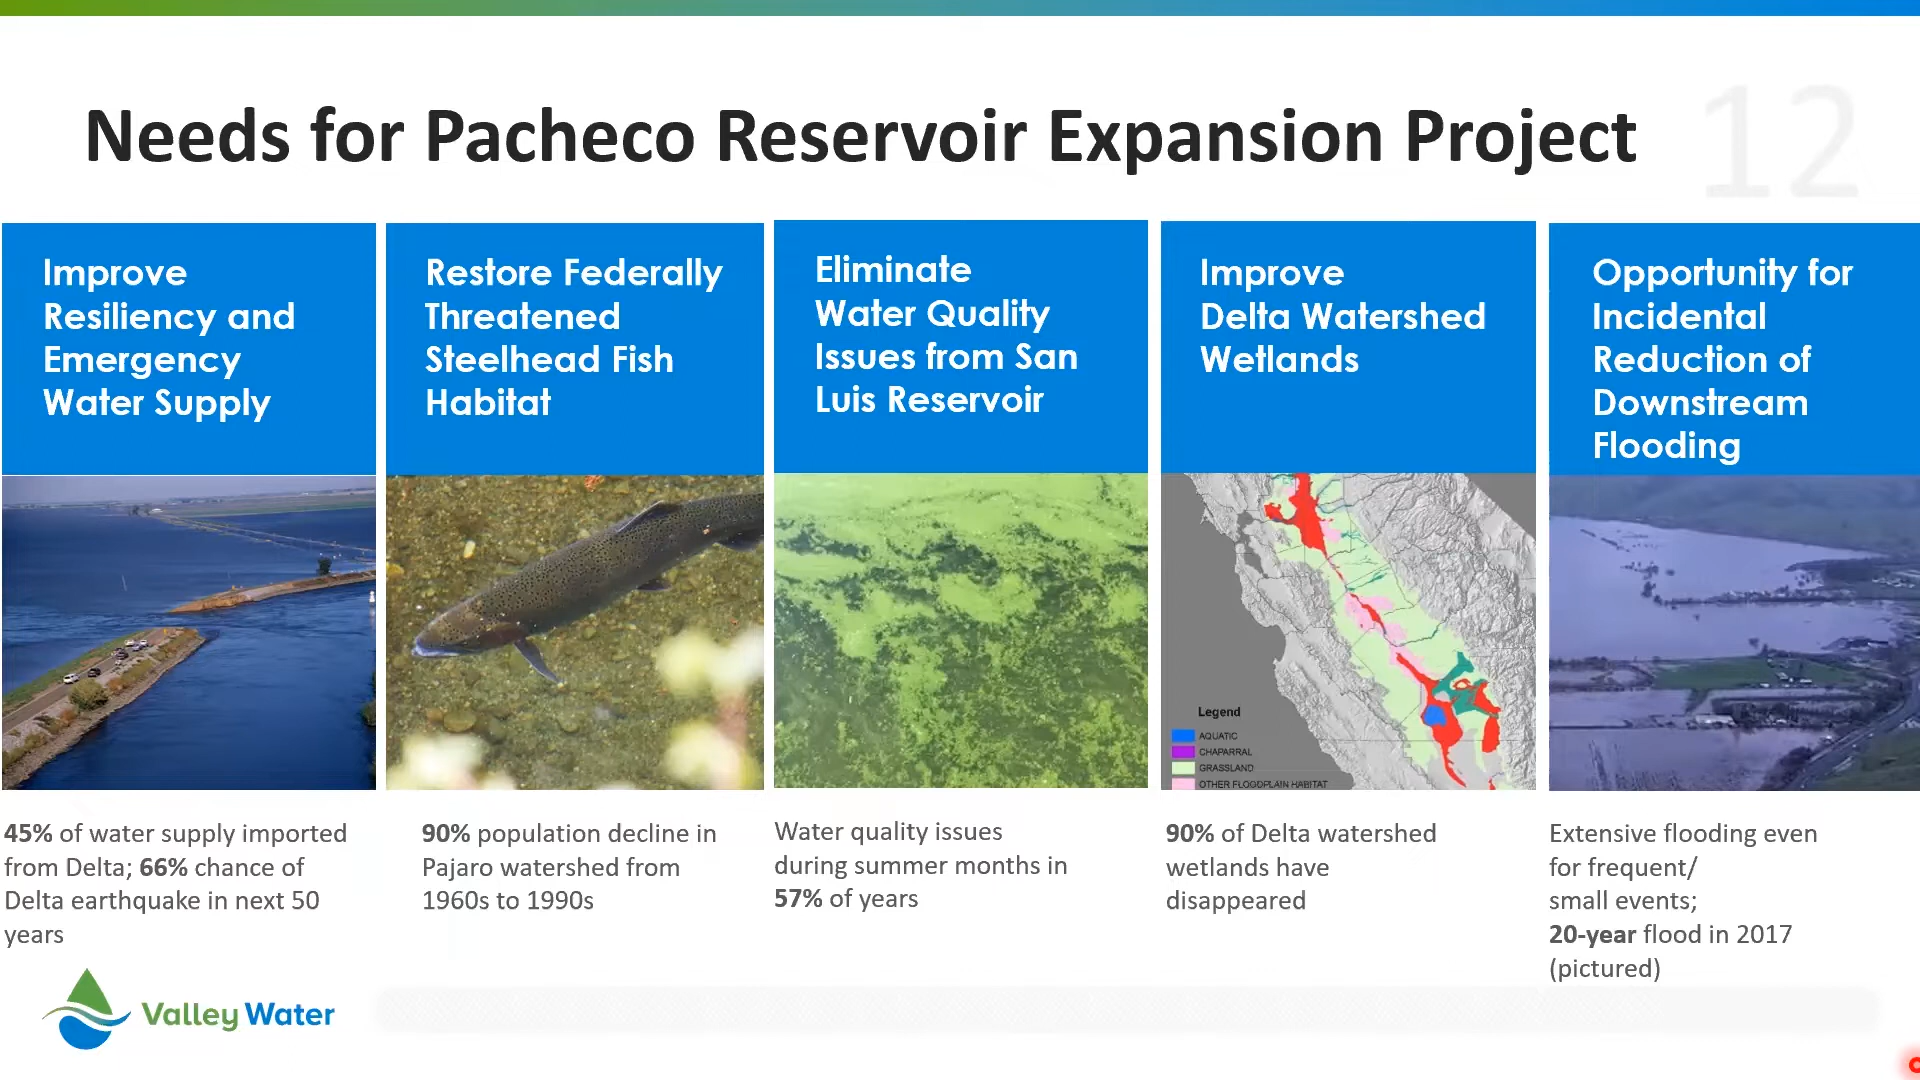 12
Needs for Pacheco Reservoir Expansion Project
Improve
Resiliency and
Emergency
Water Supply
Restore Federally
Threatened
Steelhead Fish
Habitat
Eliminate
Water Quality
Issues from San
Luis Reservoir
Improve
Delta Watershed
Wetlands
Opportunity for
Incidental
Reduction of
Downstream
Flooding
Legend
AQUATIC
CHAPARRAL
GRASSLAND
OTHER FLOODPLAIN HABITAT
45% of water supply imported
from Delta; 66% chance of
Delta earthquake in next 50
years
90% population decline in
Pajaro watershed from
1960s to 1990s
Water quality issues
during summer months in
57% of years
90% of Delta watershed
wetlands have
disappeared
Extensive flooding even
for frequent/
small events;
20-year flood in 2017
(pictured)
Valley Water